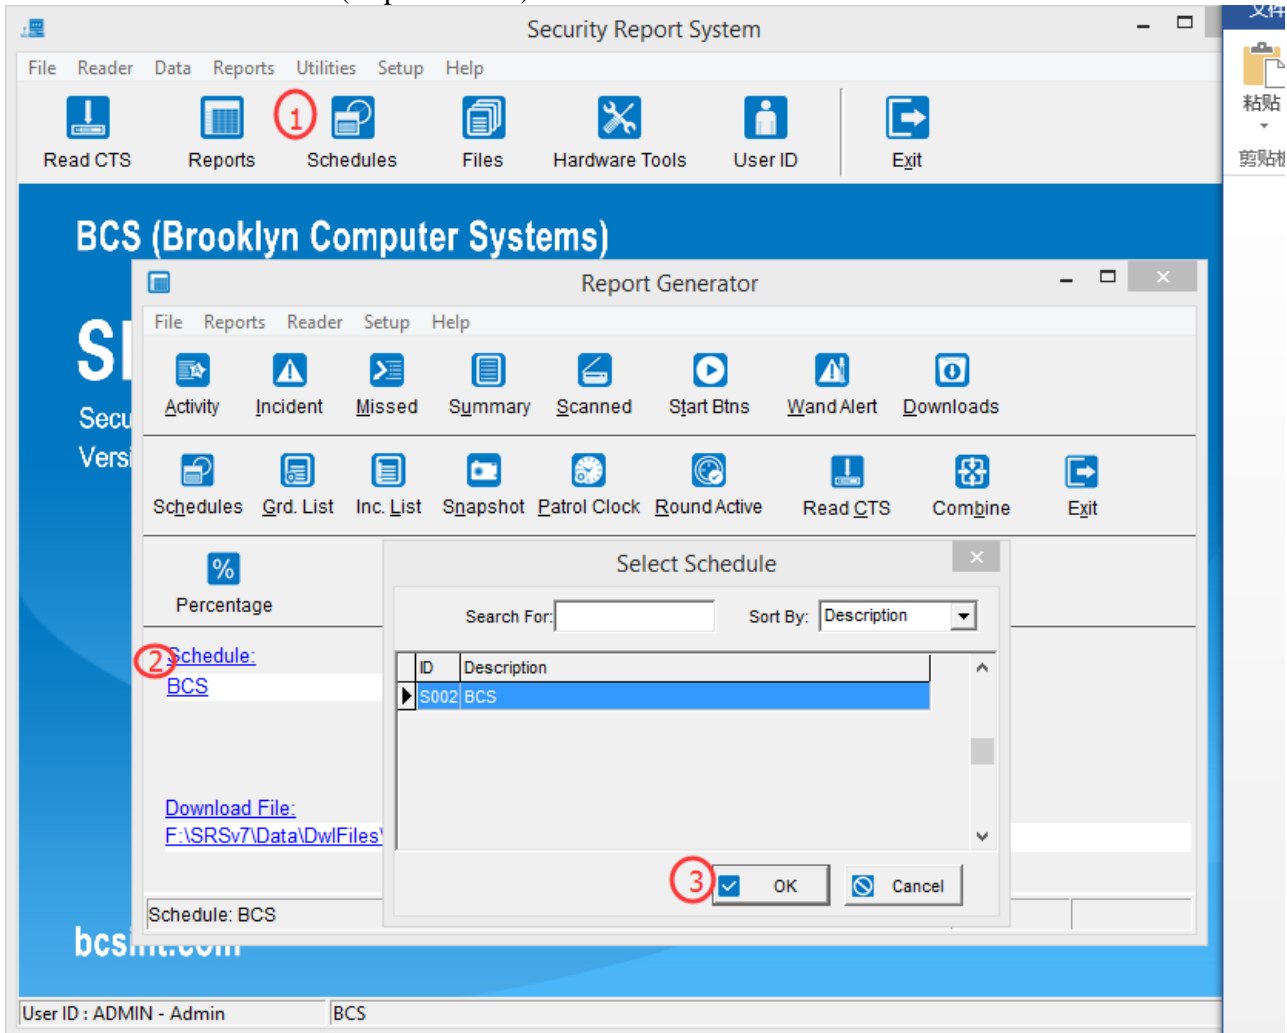 Security Report System
File Reader Data Reports Utilities Setup Help
1
Read CTS Reports Schedules Files Hardware Tools User ID Exit
BCS (Brooklyn Computer Systems)
Report Generator
File Reports Reader Setup Help
Activity Incident Missed Summary Scanned Start Btns Wand Alert Downloads
Secu
Versi
Schedules Grd. List Inc. List Snapshot Patrol Clock Round Active Read CTS Combine Exit
%
Percentage
Select Schedule
Search For: Sort By: Description
2 Schedule:
BCS
ID Description
S002 BCS
Download File:
F:\SRSv7\Data\DwlFiles\
3 OK Cancel
Schedule: BCS
User ID : ADMIN - Admin BCS
文件
粘贴